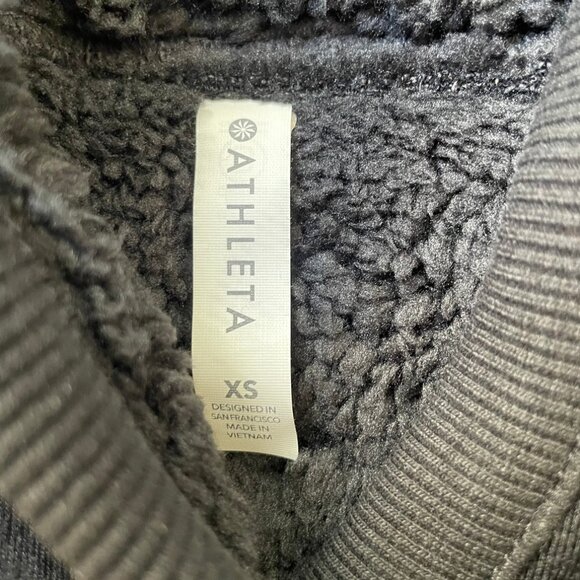 ATHLETA
XS
DESIGNED IN
SAN FRANCISCO
MADE IN
VIETNAM